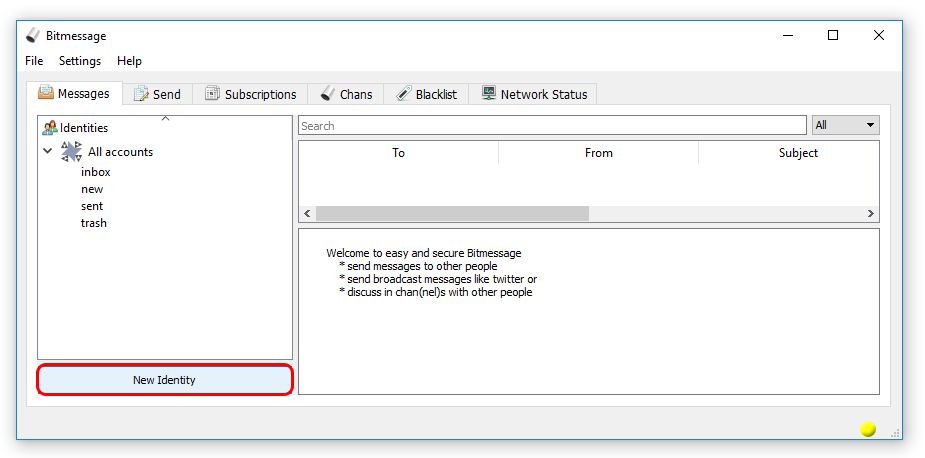 Bitmessage
File Settings Help
Messages Send Subscriptions Chans Blacklist Network Status
Identities
All accounts
inbox
new
sent
trash
New Identity
Search All
To From Subject
Welcome to easy and secure Bitmessage
* send messages to other people
* send broadcast messages like twitter or
* discuss in chan(nel)s with other people